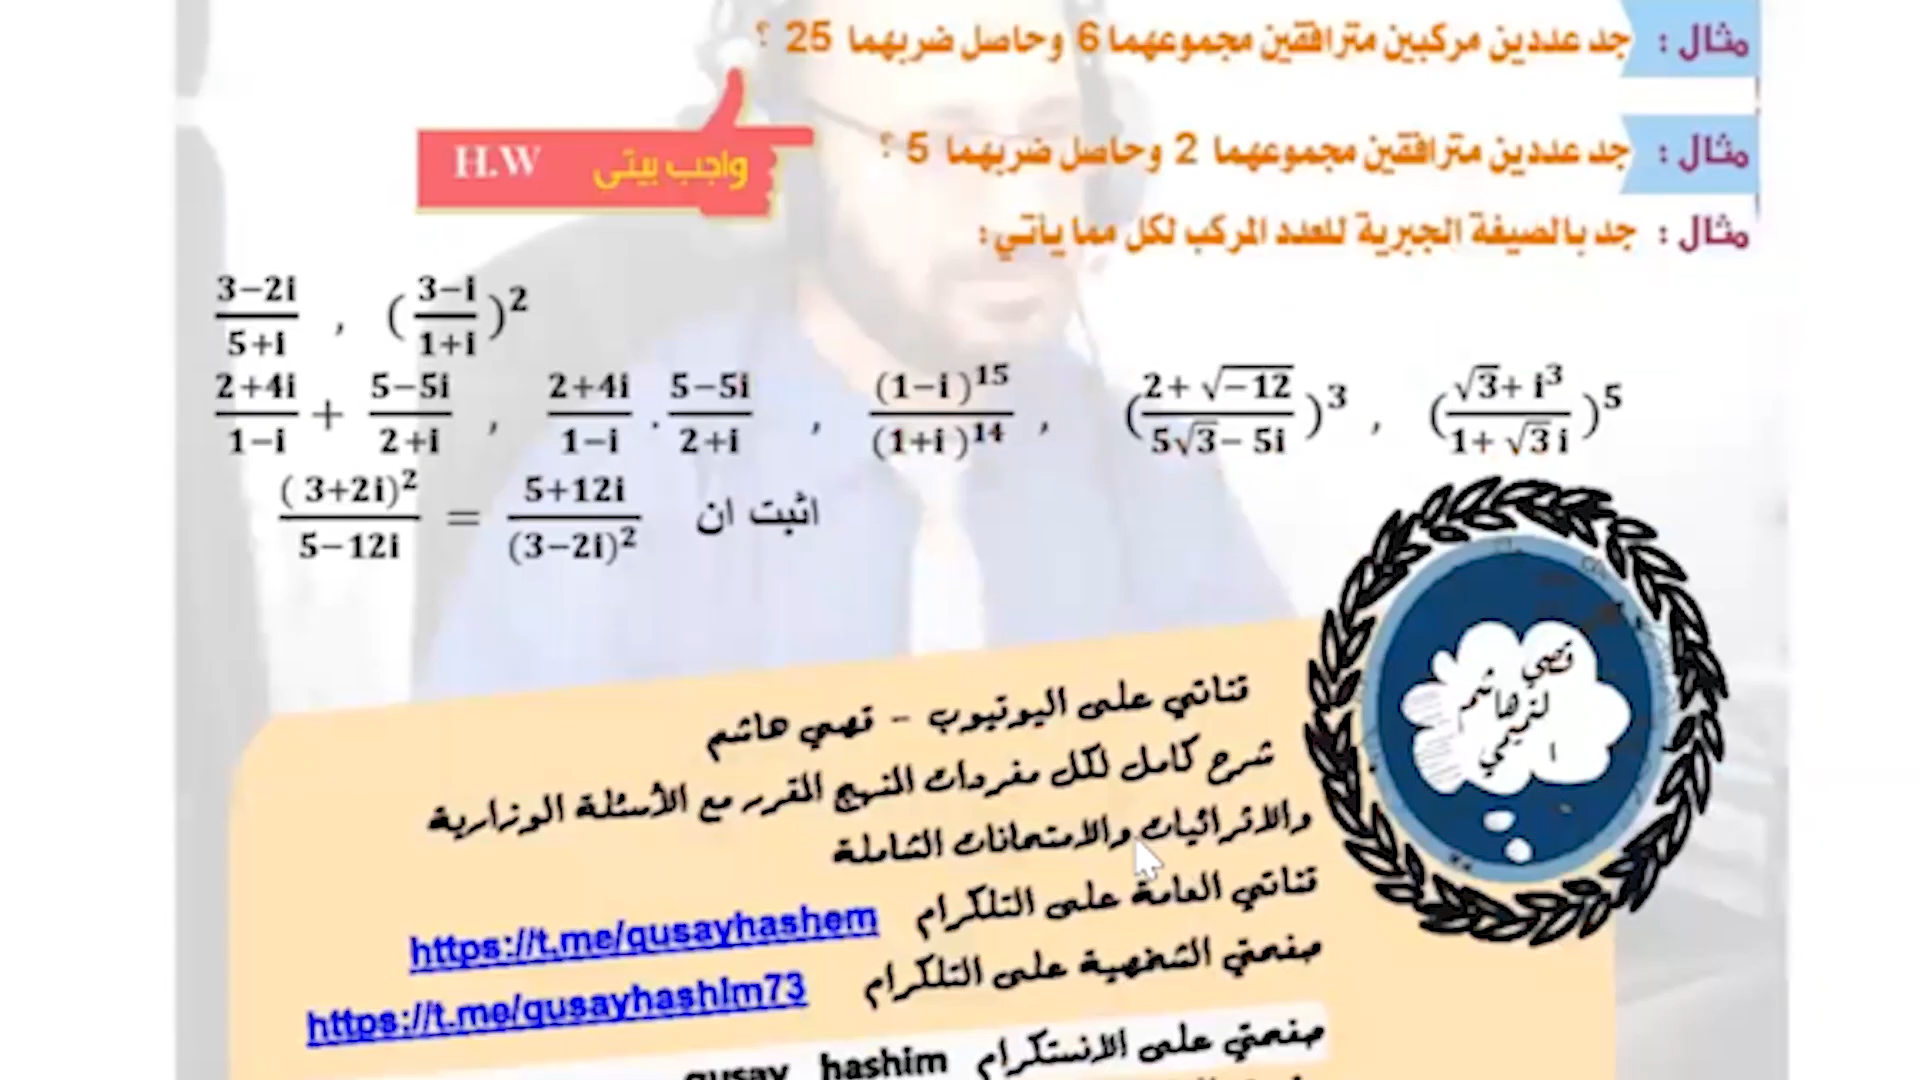 مثال : جد عددين مركبين مترافقين مجموعهما 6 وحاصل ضربهما 25 ؟
مثال : جد عددين مترافقين مجموعهما 2 وحاصل ضربهما 5 ؟
واجب بيتي H.W
مثال : جد بالصيغة الجبرية للعدد المركب لكل مما يأتي :
(3−2i)/(5+i) , ((3−i)/(1+i))²
(2+4i)/(1−i) + (5−5i)/(2+i) , (2+4i)/(1−i) . (5−5i)/(2+i) , (1−i)¹⁵/(1+i)¹⁴ , ((2+√−12)/(5√3−5i))³ , ((√3+i³)/(1+√3i))⁵
(3+2i)²/(5−12i) = (5+12i)/(3−2i)² اثبت ان
قناتي على اليوتيوب – قصي هاشم
شرح كامل لكل مفردات المنهج المقرر مع الأسئلة الوزارية
والاثرائيات والامتحانات الشاملة
قناتي العامة على التلكرام https://t.me/qusayhashem
صفحتي الشخصية على التلكرام https://t.me/qusayhashim73
صفحتي على الانستكرام qusay_hashim
قصي
هاشم